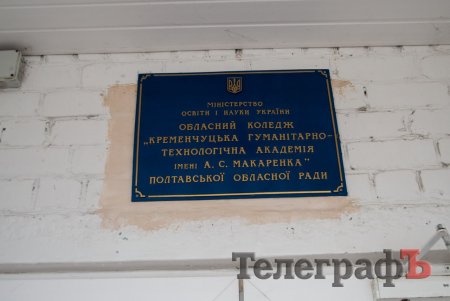 МІНІСТЕРСТВО
ОСВІТИ І НАУКИ УКРАЇНИ
ОБЛАСНИЙ КОЛЕДЖ
„КРЕМЕНЧУЦЬКА ГУМАНІТАРНО-
ТЕХНОЛОГІЧНА АКАДЕМІЯ
ІМЕНІ А. С. МАКАРЕНКА”
ПОЛТАВСЬКОЇ ОБЛАСНОЇ РАДИ
ТелеграфЪ